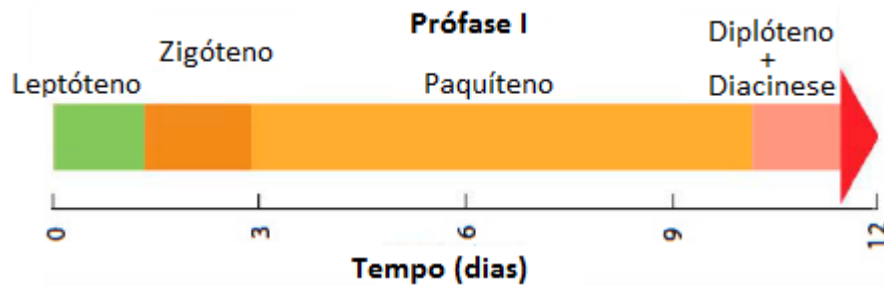 Prófase I
Leptóteno
Zigóteno
Paquíteno
Diplóteno
+
Diacinese
0 3 6 9 12
Tempo (dias)